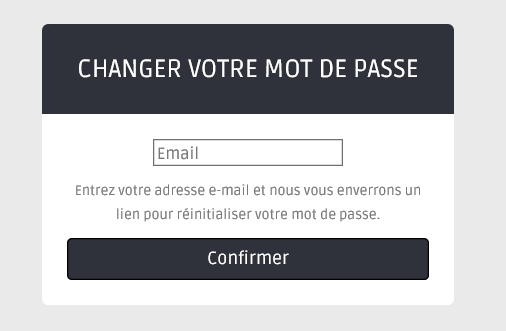 CHANGER VOTRE MOT DE PASSE
Email
Entrez votre adresse e-mail et nous vous enverrons un
lien pour réinitialiser votre mot de passe.
Confirmer